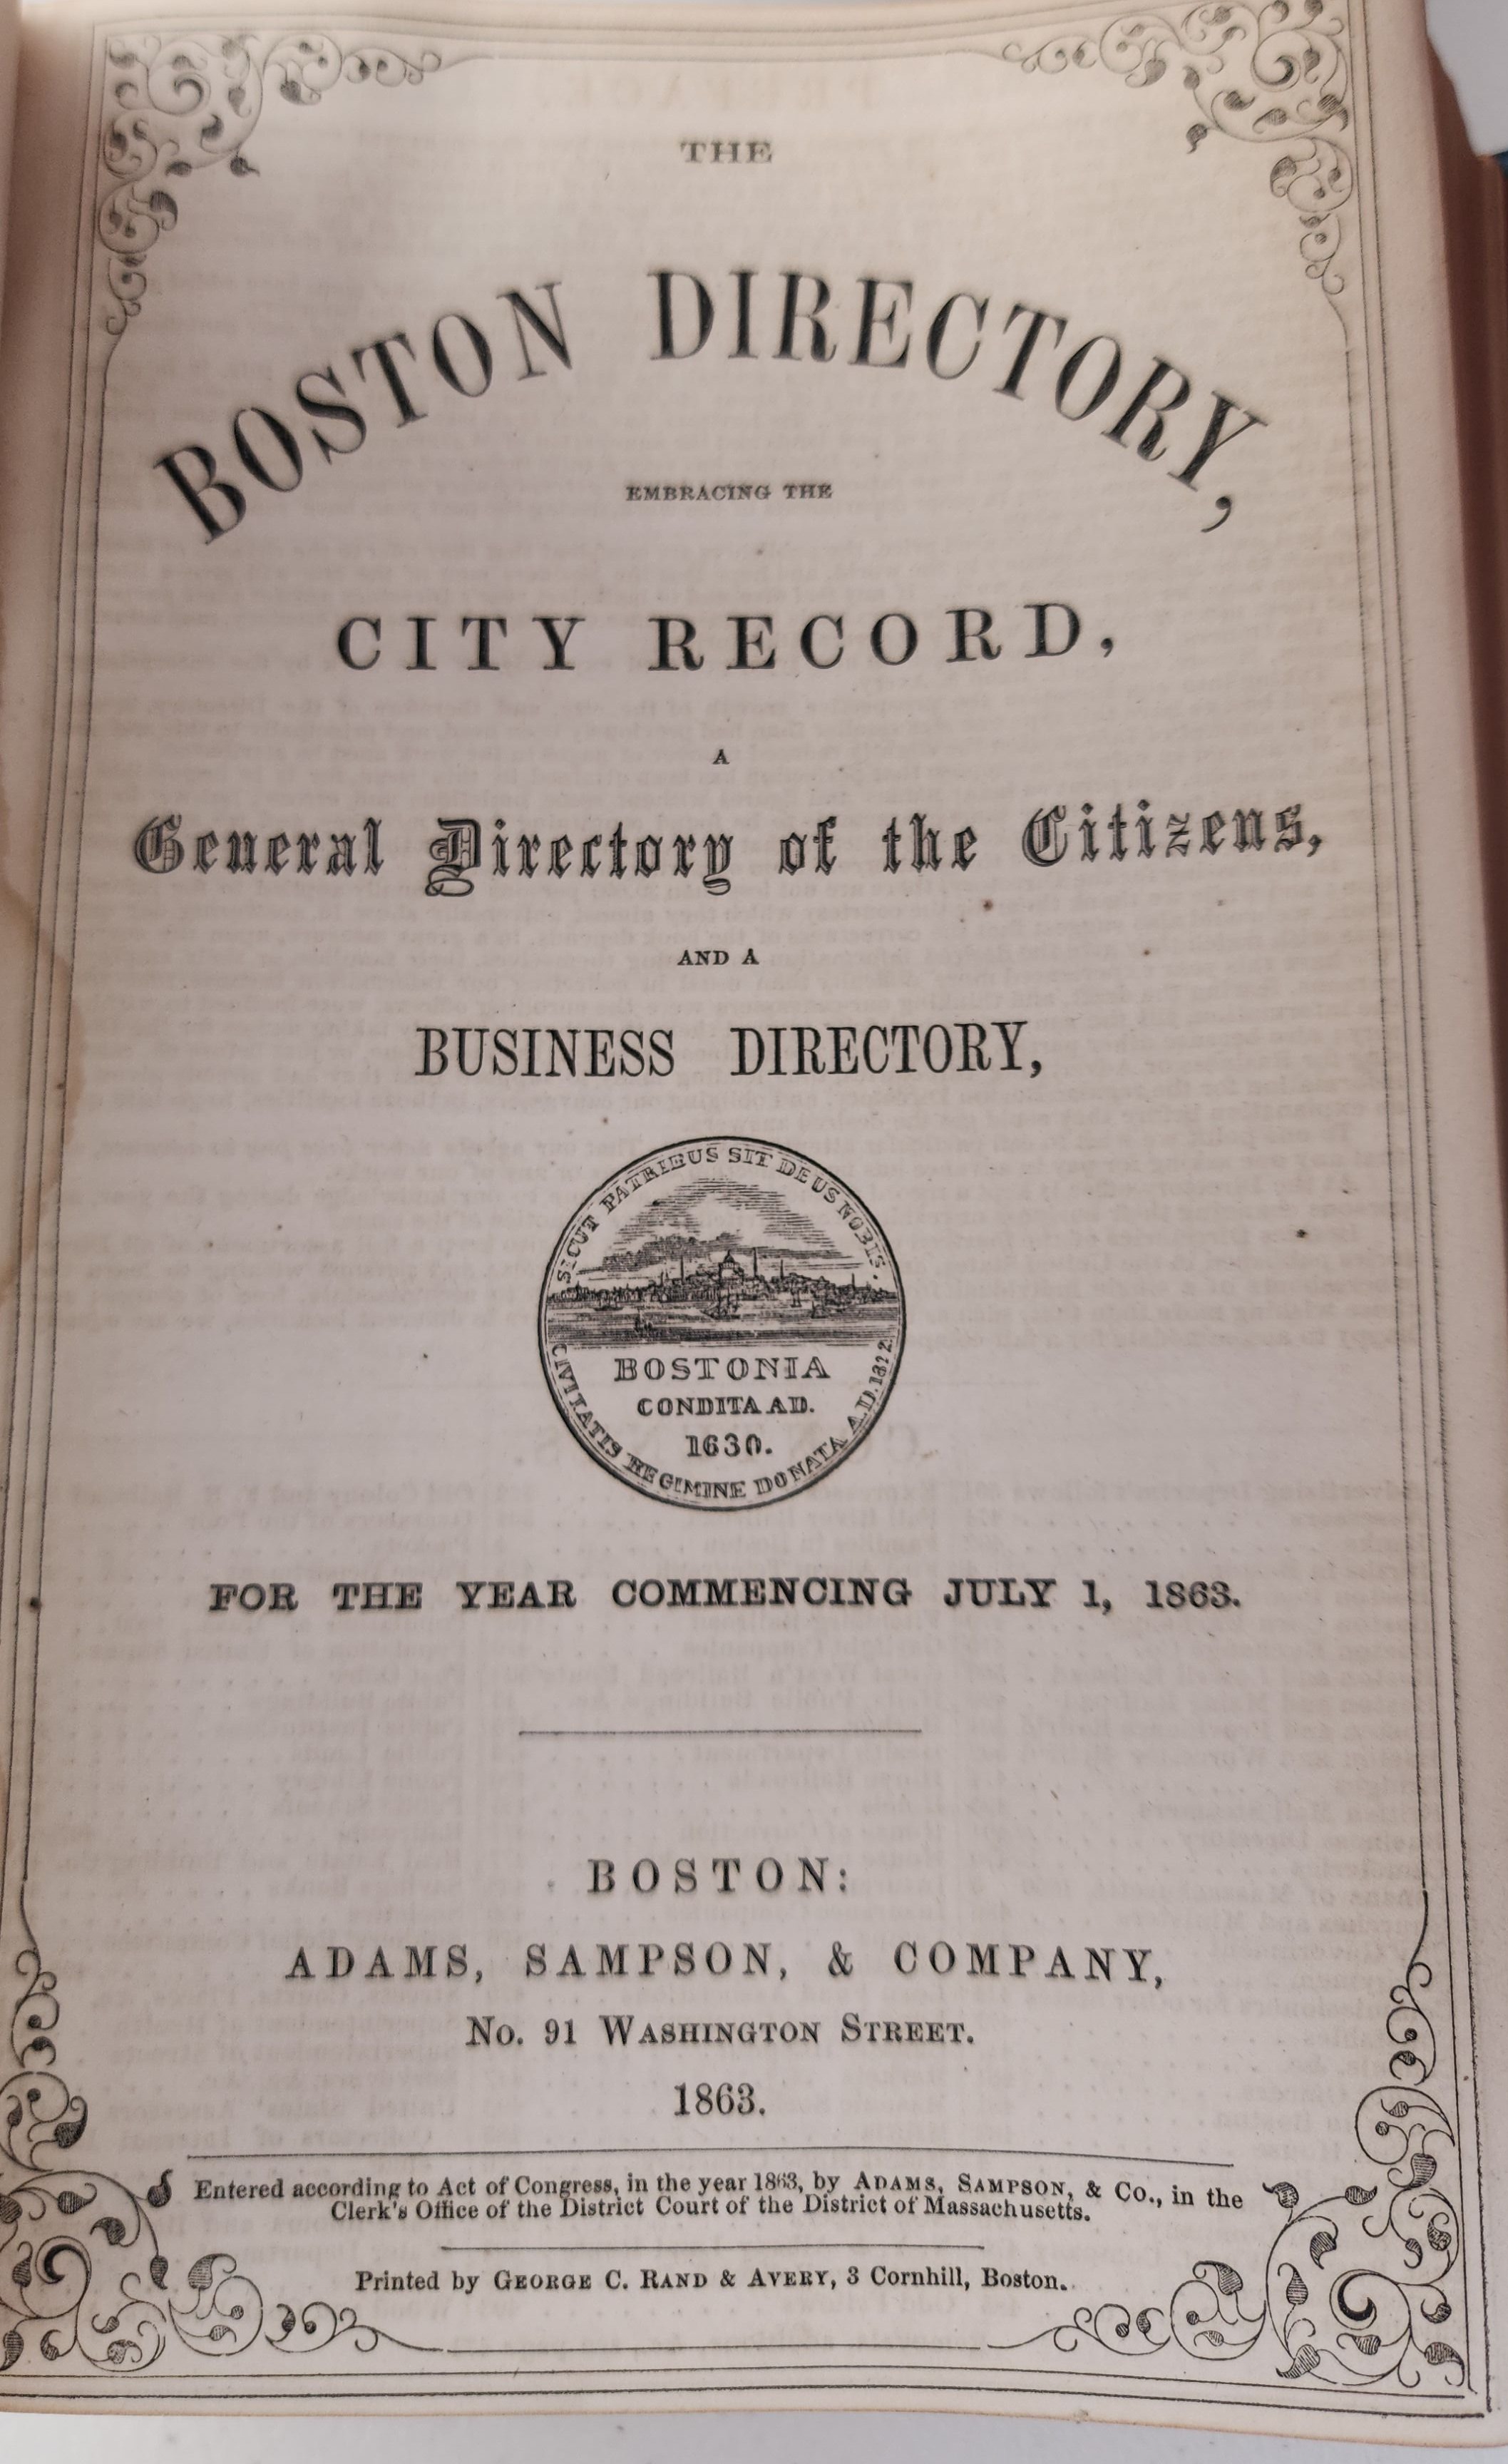 THE
BOSTON DIRECTORY,
EMBRACING THE
CITY RECORD,
A
General Directory of the Citizens,
AND A
BUSINESS DIRECTORY,
SICUT PATRIBUS SIT DEUS NOBIS.
BOSTONIA
CONDITA AD.
1630.
CIVITATIS REGIMINE DONATA A.D. 1822
FOR THE YEAR COMMENCING JULY 1, 1863.
BOSTON:
ADAMS, SAMPSON, & COMPANY,
No. 91 WASHINGTON STREET.
1863.
Entered according to Act of Congress, in the year 1863, by ADAMS, SAMPSON, & Co., in the
Clerk's Office of the District Court of the District of Massachusetts.
Printed by GEORGE C. RAND & AVERY, 3 Cornhill, Boston.